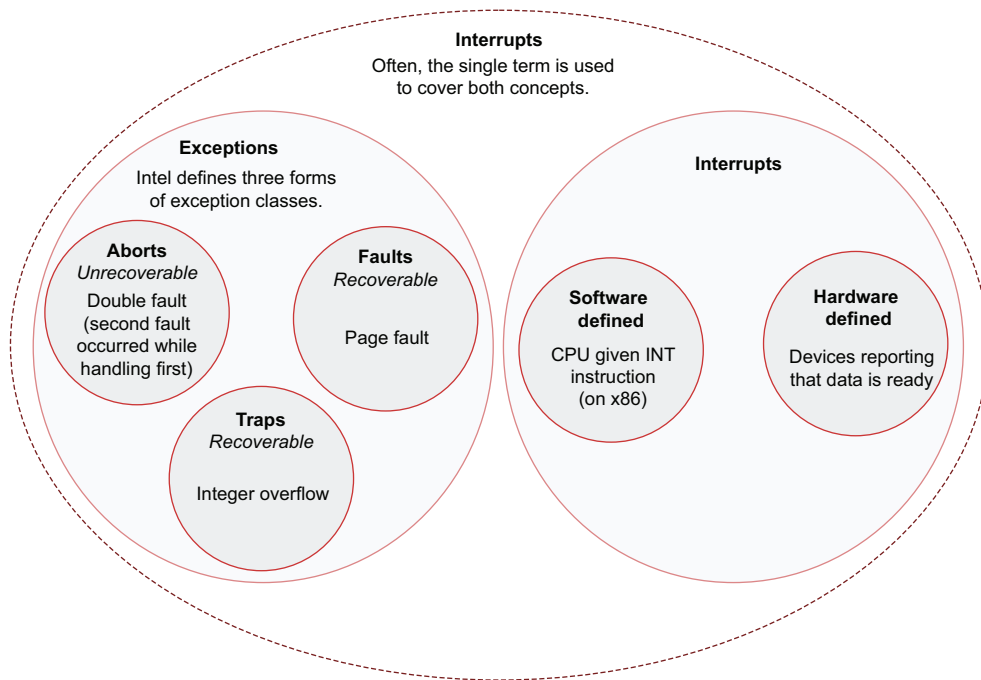 Interrupts
Often, the single term is used
to cover both concepts.
Exceptions
Intel defines three forms
of exception classes.
Aborts
Unrecoverable
Double fault
(second fault
occurred while
handling first)
Faults
Recoverable
Page fault
Traps
Recoverable
Integer overflow
Interrupts
Software
defined
CPU given INT
instruction
(on x86)
Hardware
defined
Devices reporting
that data is ready